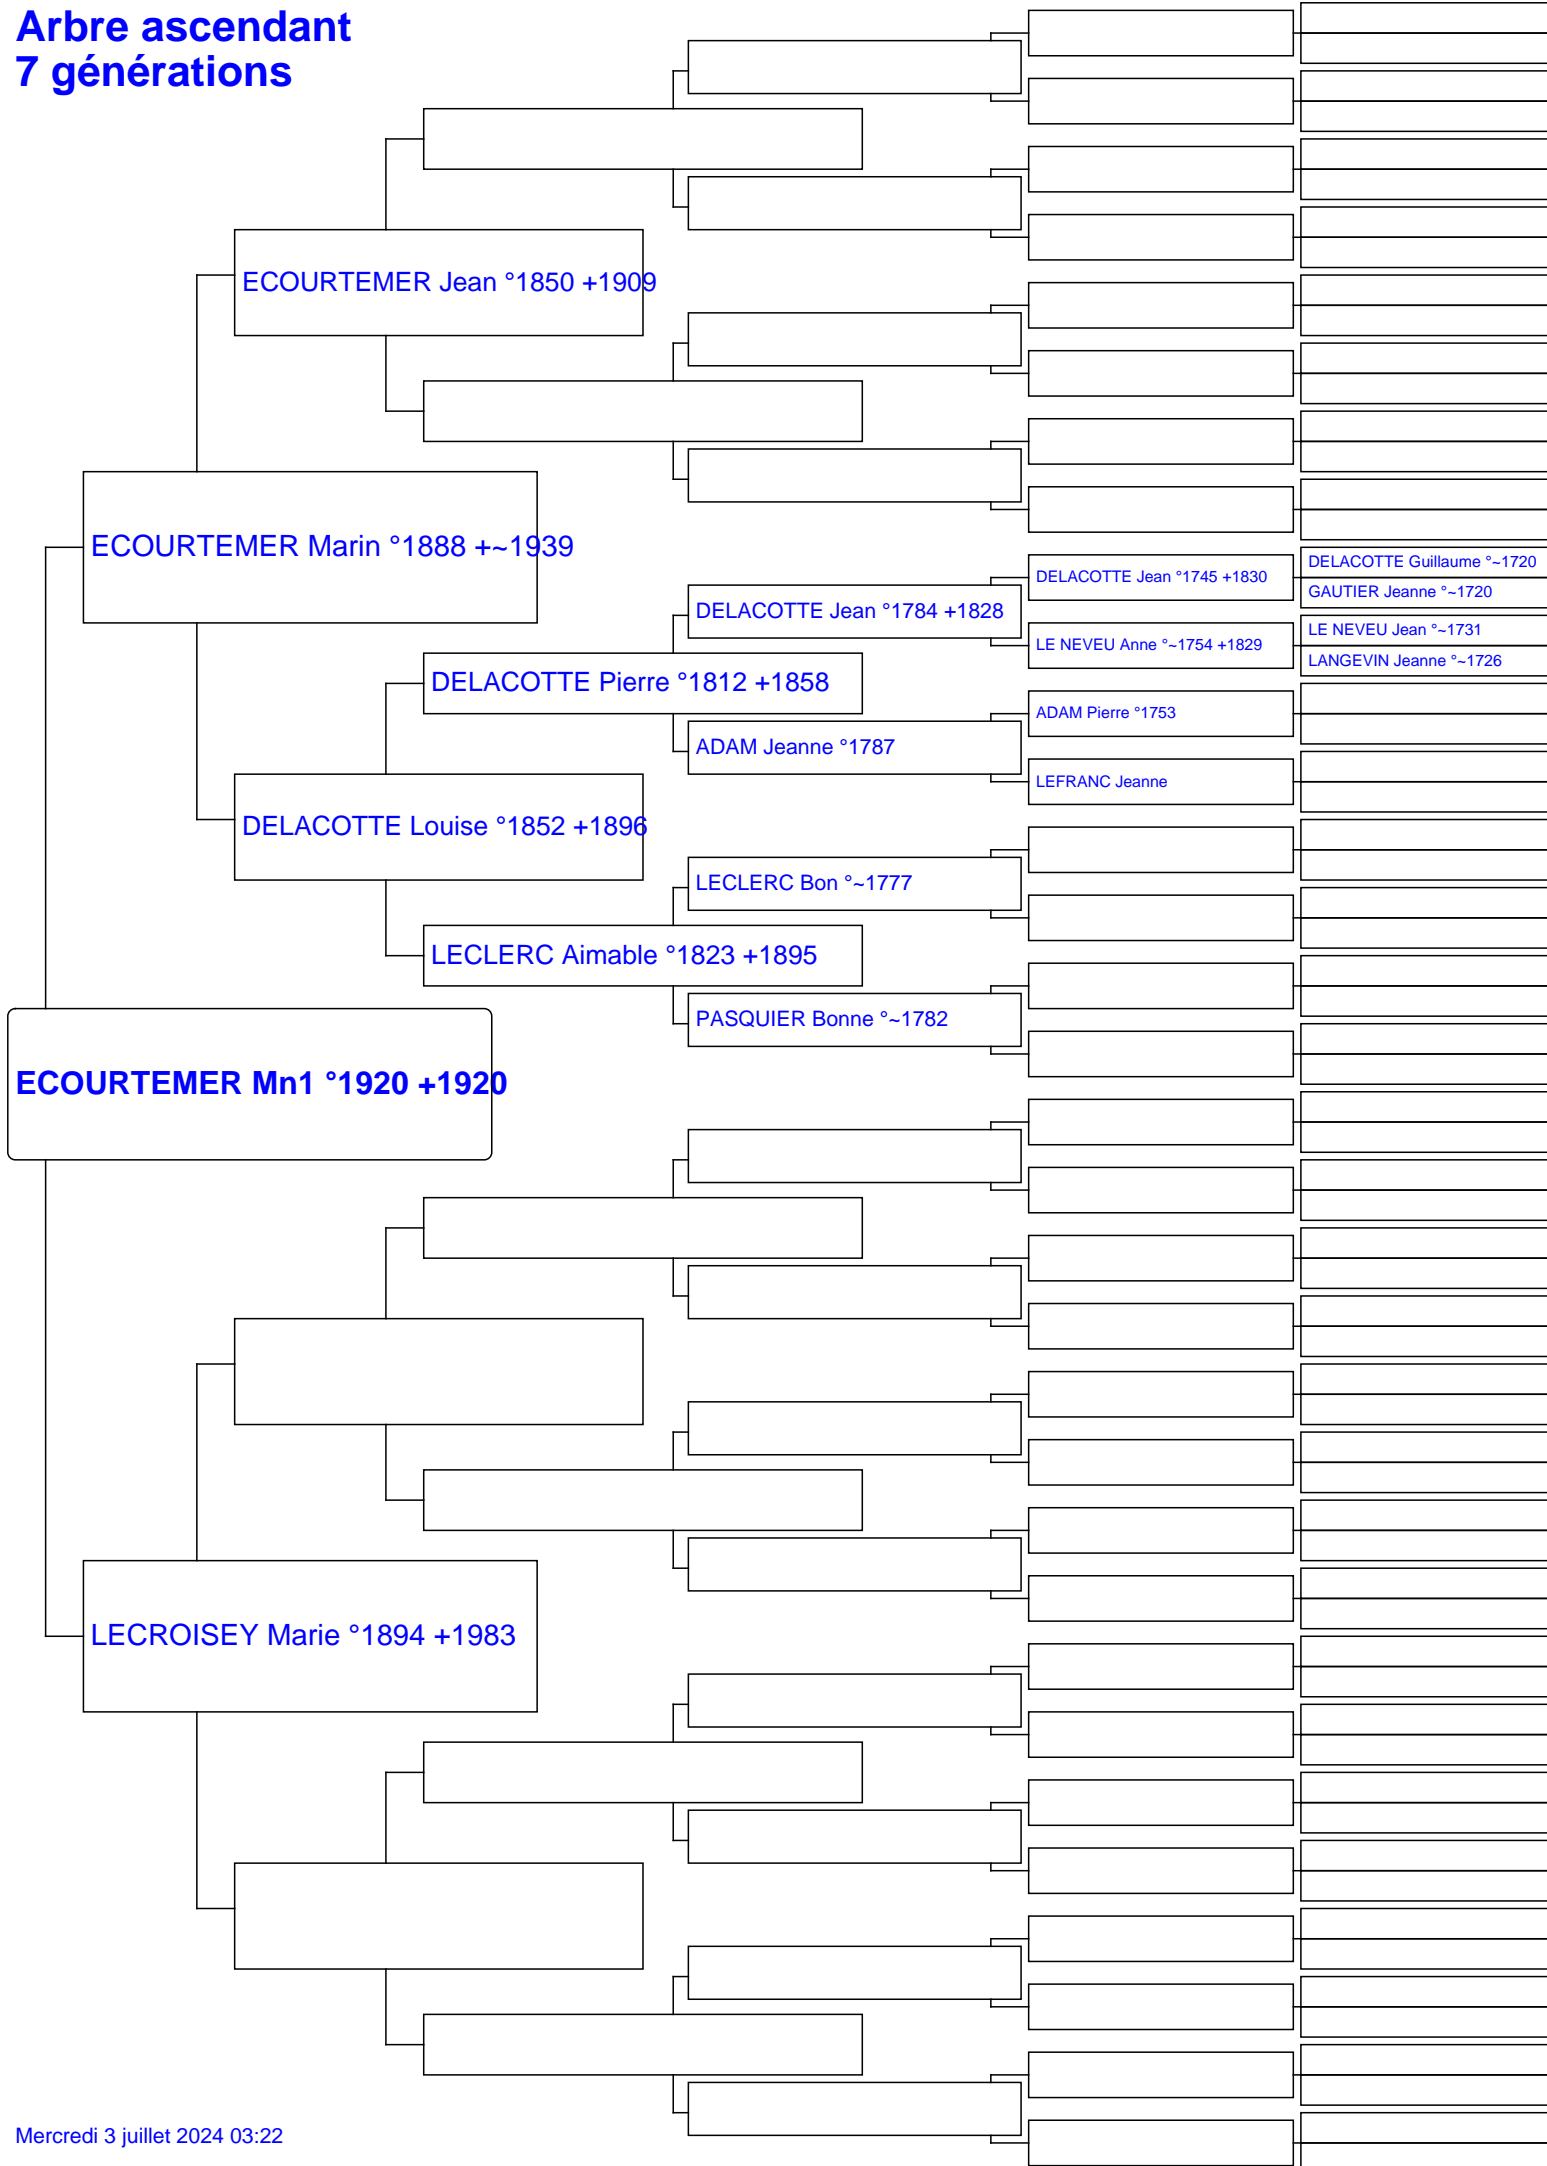 Arbre ascendant
7 générations
ECOURTEMER Jean °1850 +1909
ECOURTEMER Marin °1888 +~1939
DELACOTTE Guillaume °~1720
DELACOTTE Jean °1745 +1830
GAUTIER Jeanne °~1720
DELACOTTE Jean °1784 +1828
LE NEVEU Jean °~1731
LE NEVEU Anne °~1754 +1829
LANGEVIN Jeanne °~1726
DELACOTTE Pierre °1812 +1858
ADAM Pierre °1753
ADAM Jeanne °1787
LEFRANC Jeanne
DELACOTTE Louise °1852 +1896
LECLERC Bon °~1777
LECLERC Aimable °1823 +1895
PASQUIER Bonne °~1782
ECOURTEMER Mn1 °1920 +1920
LECROISEY Marie °1894 +1983
Mercredi 3 juillet 2024 03:22